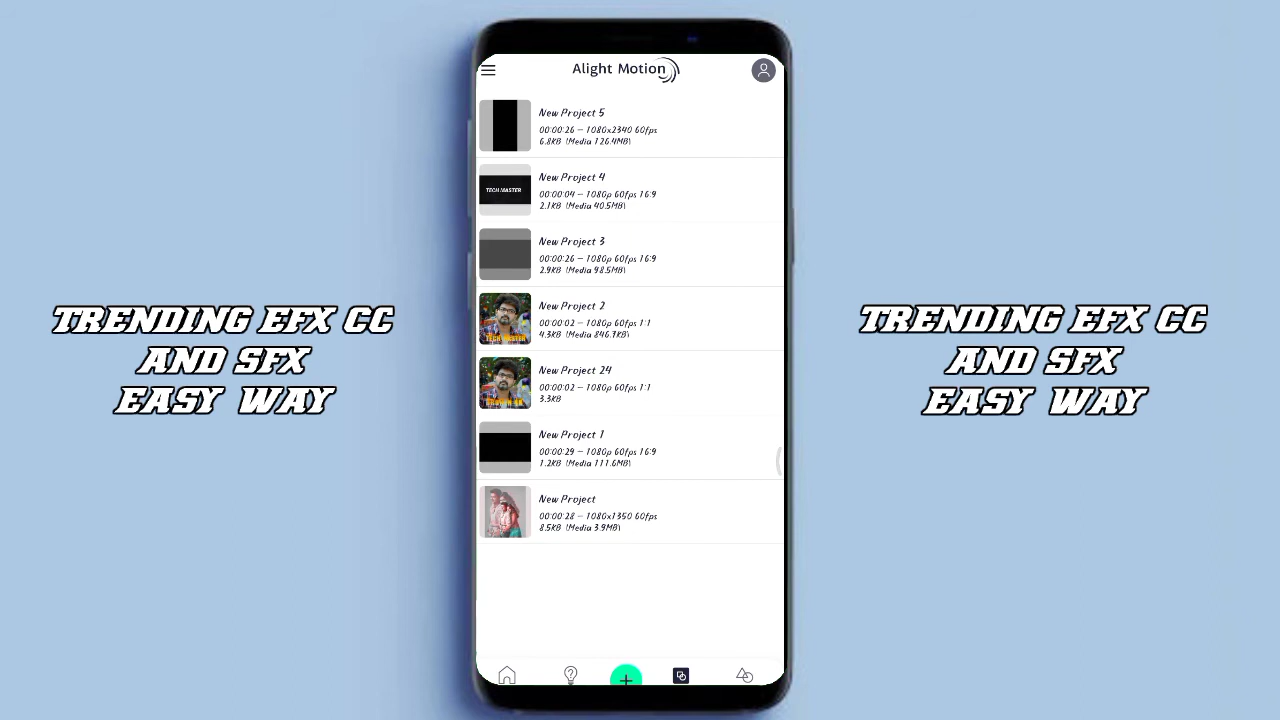 Alight Motion
New Project 5
00:00:26 – 1080x2340 60fps
6.8KB (Media 126.4MB)
New Project 4
00:00:04 – 1080p 60fps 16:9
2.1KB (Media 40.5MB)
TECH MASTER
New Project 3
00:00:26 – 1080p 60fps 16:9
2.9KB (Media 98.5MB)
New Project 2
00:00:02 – 1080p 60fps 1:1
4.3KB (Media 846.7KB)
TECH MASTER
New Project 24
00:00:02 – 1080p 60fps 1:1
3.3KB
New Project 1
00:00:29 – 1080p 60fps 16:9
1.2KB (Media 111.6MB)
New Project
00:00:28 – 1080x1350 60fps
8.5KB (Media 3.9MB)
TRENDING EFX CC
AND SFX
EASY WAY
TRENDING EFX CC
AND SFX
EASY WAY